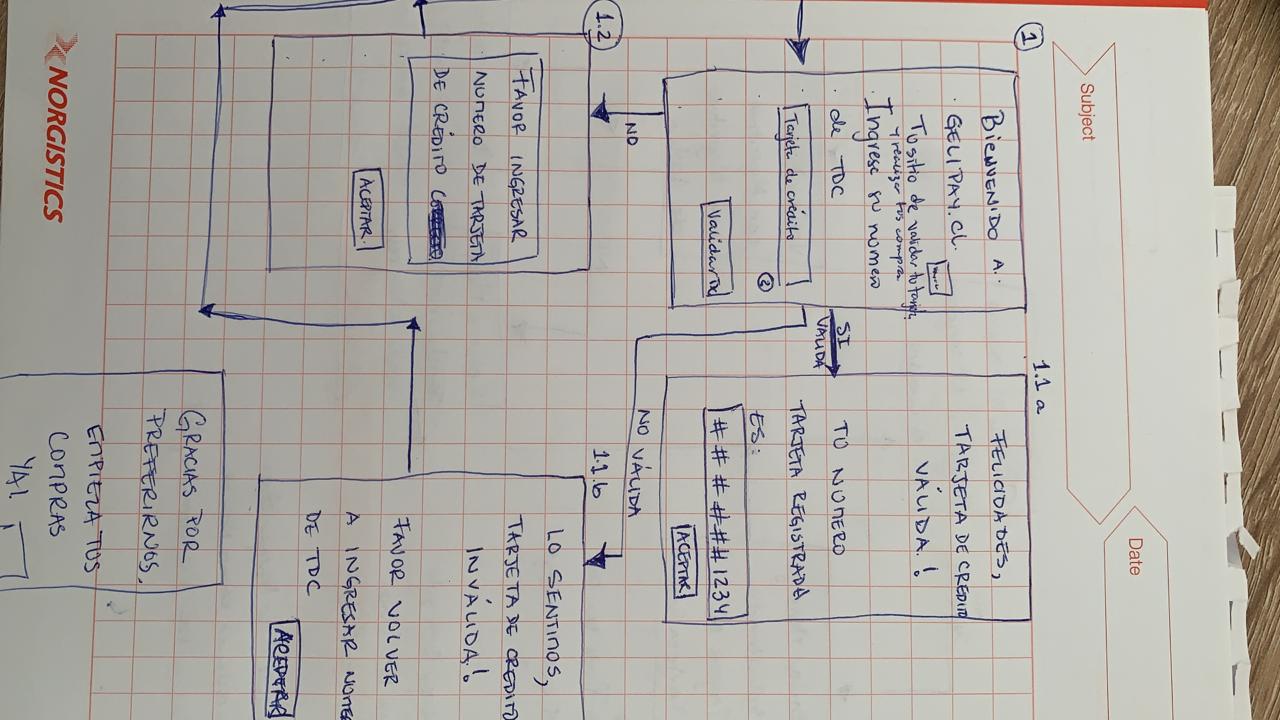 Subject
Date
1
1.1 a
BIENVENIDO A..
GELIPAY.CL.
Tu sitio de validar tu tarjeta
y realizar tus compras
Ingrese su numero
de TDC
Tarjeta de crédito
Validar TDC
SI
VALIDA
FELICIDADES,
TARJETA DE CREDITO
VÁLIDA.!
TU NUMERO
TARJETA REGISTRADA
ES:
# # # # # # 1234
ACEPTAR
NO
NO VÁLIDA
1.2
1.1.b
FAVOR INGRESAR
NUMERO DE TARJETA
DE CRÉDITO
ACEPTAR.
LO SENTIMOS,
TARJETA DE CREDITO
INVÁLIDA.!
FAVOR VOLVER
A INGRESAR NUME
DE TDC
ACEPTAR
GRACIAS POR
PREFERIRNOS.
EMPIEZA TUS
COMPRAS
YA!.
NORGISTICS